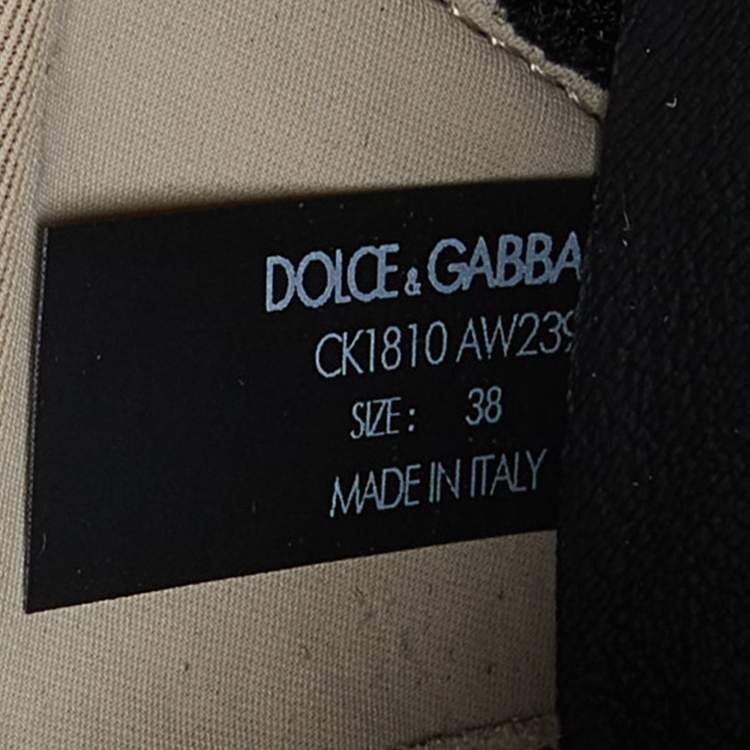 DOLCE & GABBA
CK1810 AW239
SIZE: 38
MADE IN ITALY